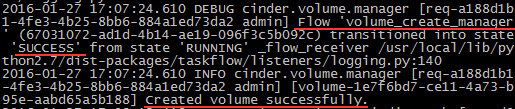 2016-01-27 17:07:24.610 DEBUG cinder.volume.manager [req-a188d1b
1-4fe3-4b25-8bb6-884a1ed73da2 admin] Flow 'volume_create_manager
' (67031072-ad1d-4b14-ae19-096f3c5b092c) transitioned into state
'SUCCESS' from state 'RUNNING' _flow_receiver /usr/local/lib/py
thon2.7/dist-packages/taskflow/listeners/logging.py:140
2016-01-27 17:07:24.610 INFO cinder.volume.manager [req-a188d1b1
-4fe3-4b25-8bb6-884a1ed73da2 admin] [volume-1e7f6bd7-ce11-4a73-b
95e-aabd65a5b188] Created volume successfully.